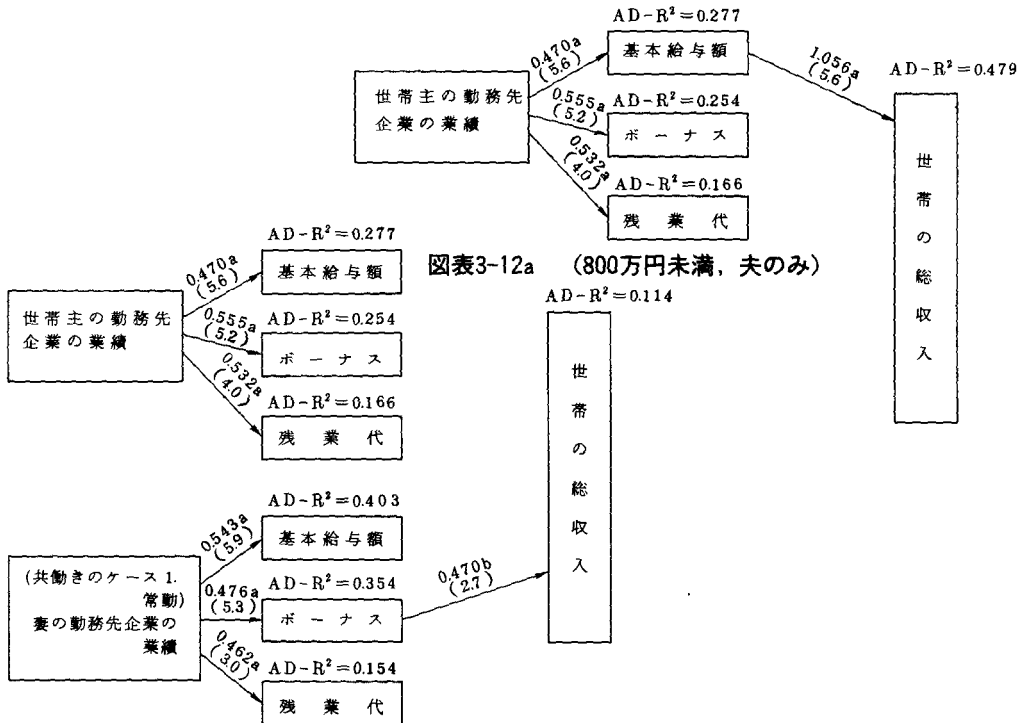 AD-R²=0.277
0.470a
(5.6)
基本給与額
1.056a
(5.6)
AD-R²=0.479
世帯主の勤務先
企業の業績
0.555a
(5.2)
AD-R²=0.254
ボーナス
0.532a
(4.0)
AD-R²=0.166
残業代
世帯の総収入
図表3-12a (800万円未満, 夫のみ)
AD-R²=0.277
0.470a
(5.6)
基本給与額
世帯主の勤務先
企業の業績
0.555a
(5.2)
AD-R²=0.254
ボーナス
0.532a
(4.0)
AD-R²=0.166
残業代
AD-R²=0.114
世帯の総収入
AD-R²=0.403
0.543a
(5.9)
基本給与額
(共働きのケース1.
常勤)
妻の勤務先企業の
業績
0.476a
(5.3)
AD-R²=0.354
ボーナス
0.470b
(2.7)
0.462a
(3.0)
AD-R²=0.154
残業代